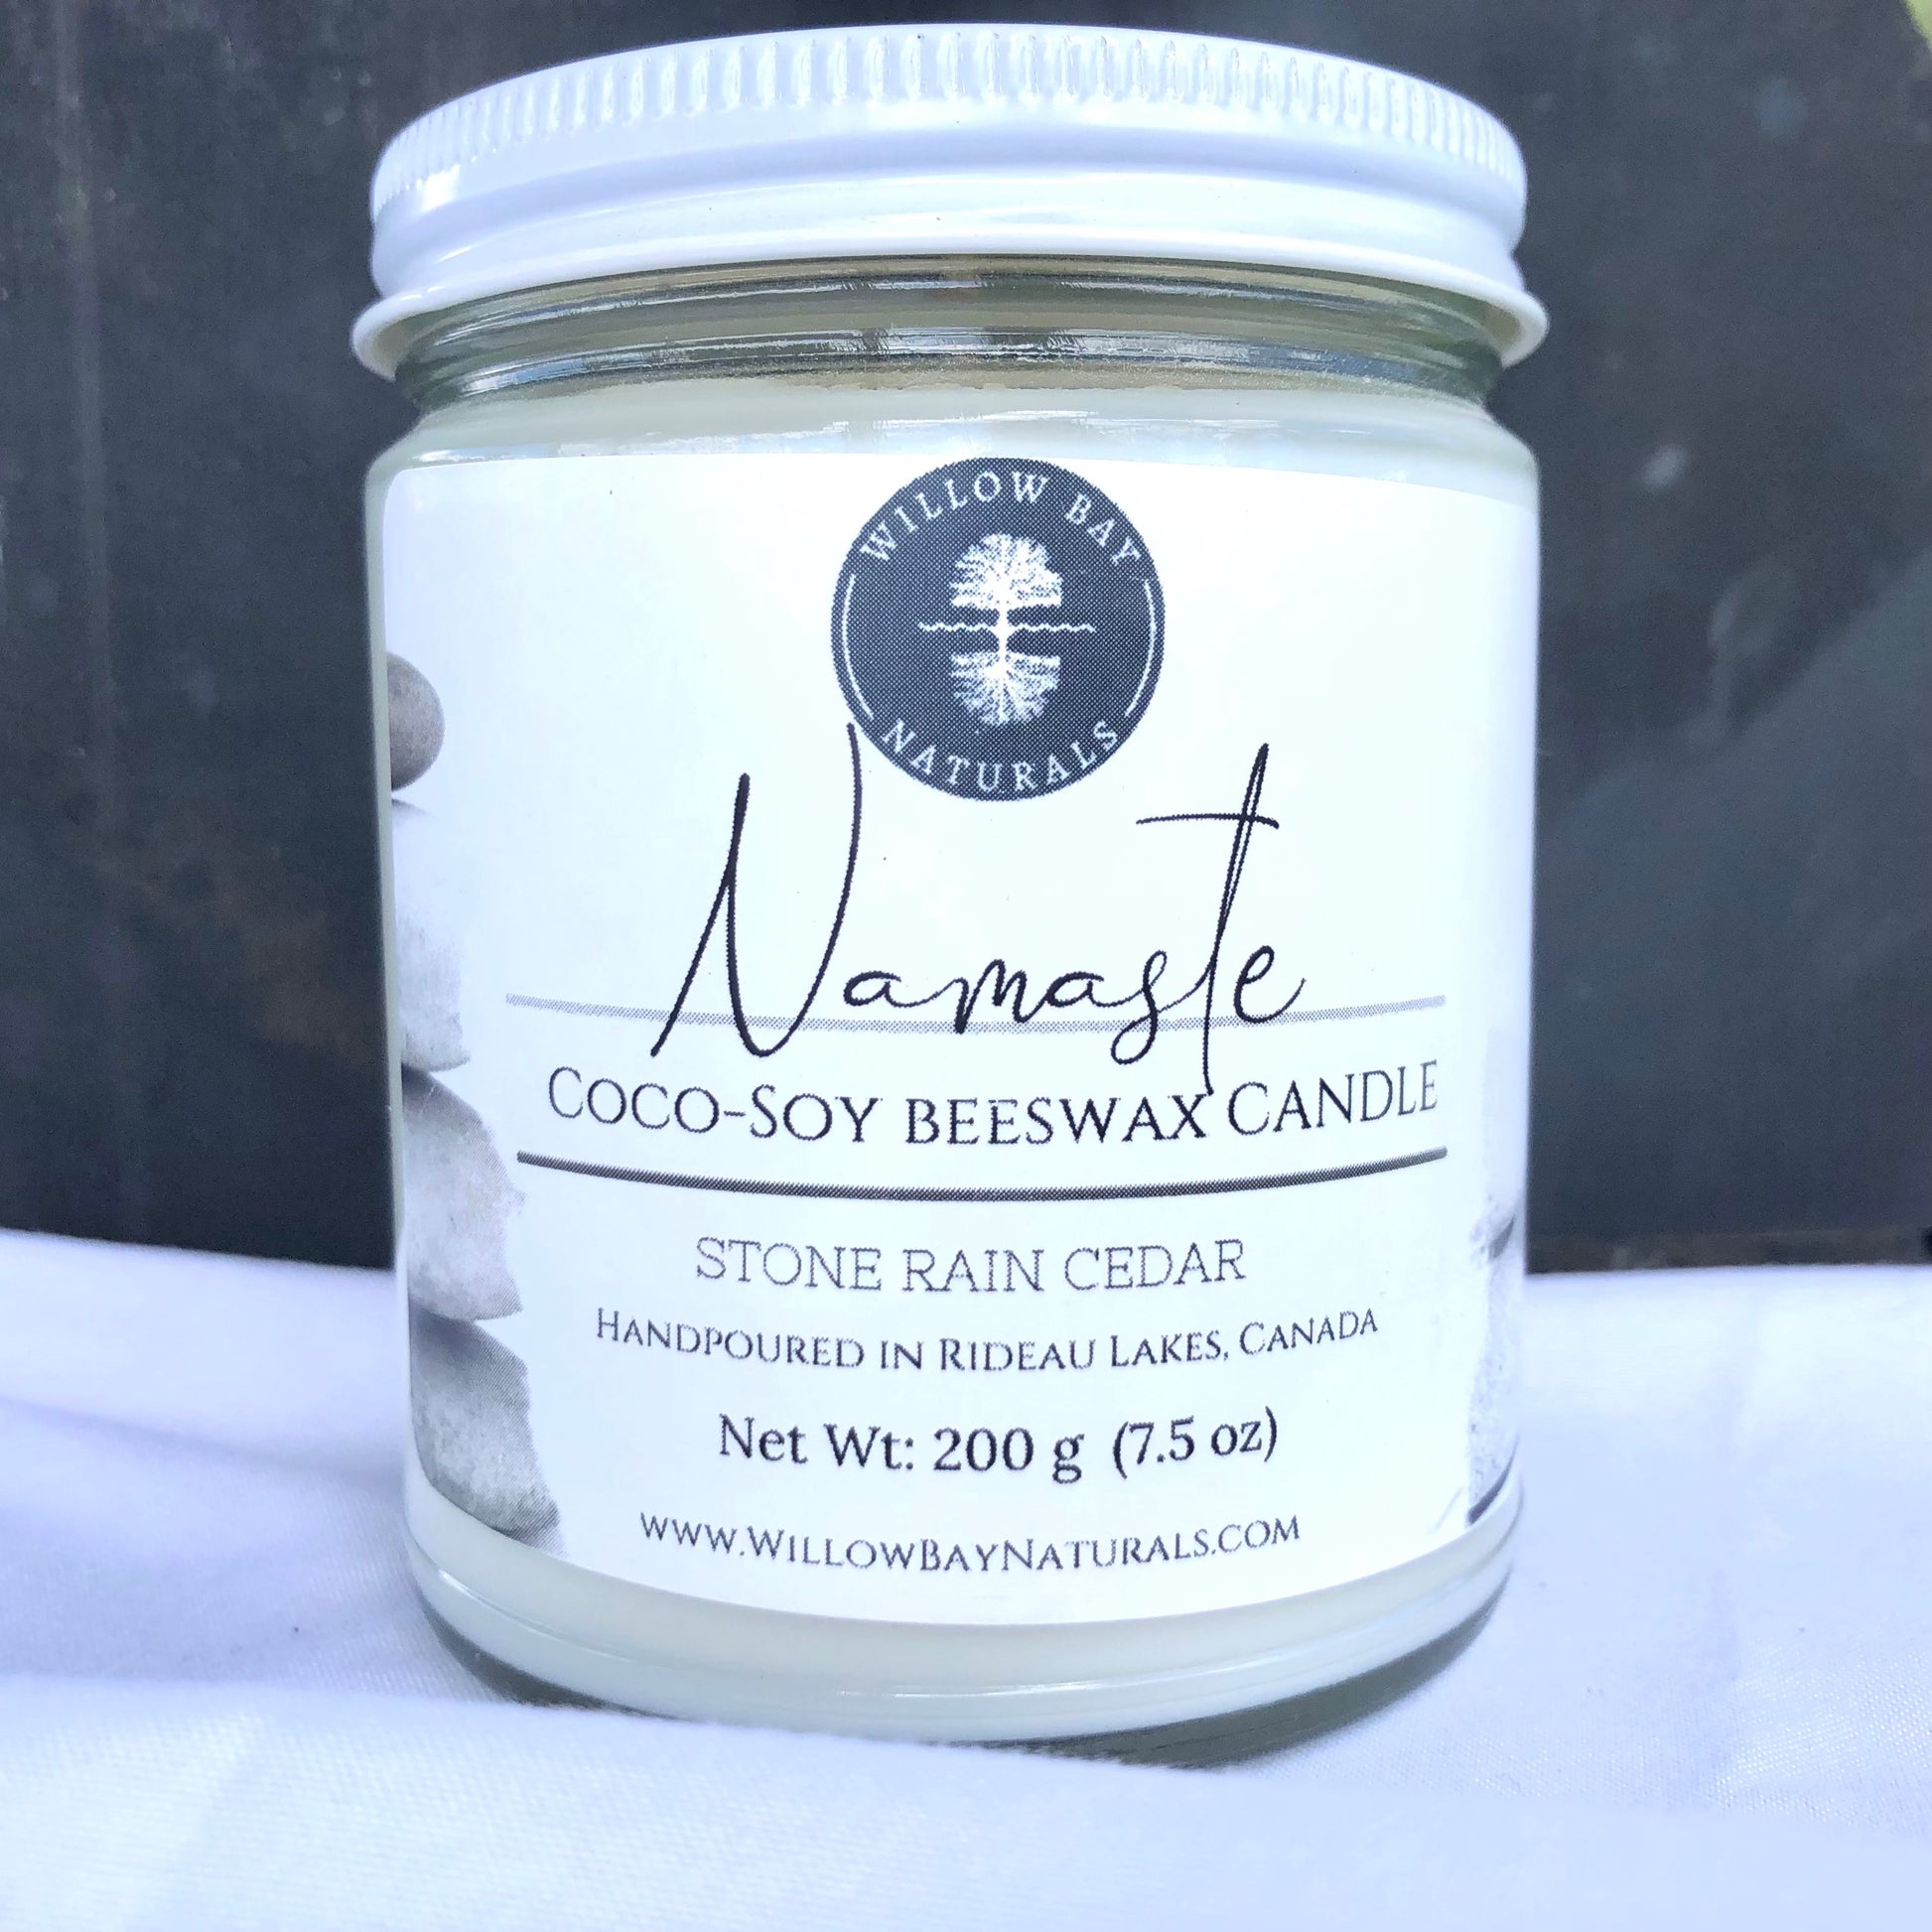 WILLOW BAY
NATURALS
Namaste
COCO-SOY BEESWAX CANDLE
STONE RAIN CEDAR
HANDPOURED IN RIDEAU LAKES, CANADA
Net Wt: 200 g (7.5 oz)
WWW.WILLOWBAYNATURALS.COM